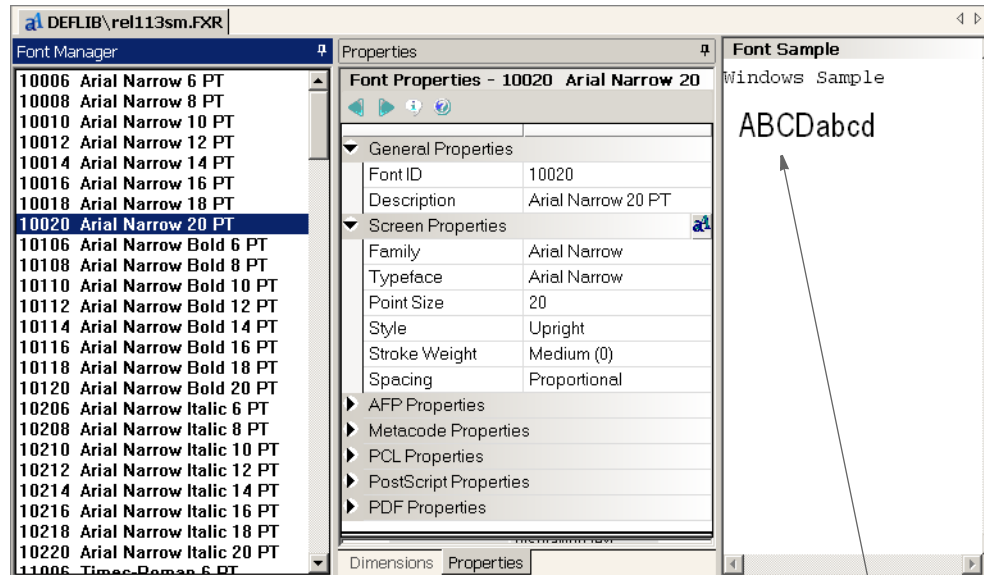 DEFLIB\rel113sm.FXR
Font Manager
10006 Arial Narrow 6 PT
10008 Arial Narrow 8 PT
10010 Arial Narrow 10 PT
10012 Arial Narrow 12 PT
10014 Arial Narrow 14 PT
10016 Arial Narrow 16 PT
10018 Arial Narrow 18 PT
10020 Arial Narrow 20 PT
10106 Arial Narrow Bold 6 PT
10108 Arial Narrow Bold 8 PT
10110 Arial Narrow Bold 10 PT
10112 Arial Narrow Bold 12 PT
10114 Arial Narrow Bold 14 PT
10116 Arial Narrow Bold 16 PT
10118 Arial Narrow Bold 18 PT
10120 Arial Narrow Bold 20 PT
10206 Arial Narrow Italic 6 PT
10208 Arial Narrow Italic 8 PT
10210 Arial Narrow Italic 10 PT
10212 Arial Narrow Italic 12 PT
10214 Arial Narrow Italic 14 PT
10216 Arial Narrow Italic 16 PT
10218 Arial Narrow Italic 18 PT
10220 Arial Narrow Italic 20 PT
11006 Times-Roman 6 PT
Properties
Font Properties - 10020 Arial Narrow 20
General Properties
Font ID 10020
Description Arial Narrow 20 PT
Screen Properties
Family Arial Narrow
Typeface Arial Narrow
Point Size 20
Style Upright
Stroke Weight Medium (0)
Spacing Proportional
AFP Properties
Metacode Properties
PCL Properties
PostScript Properties
PDF Properties
Dimensions Properties
Font Sample
Windows Sample
ABCDabcd